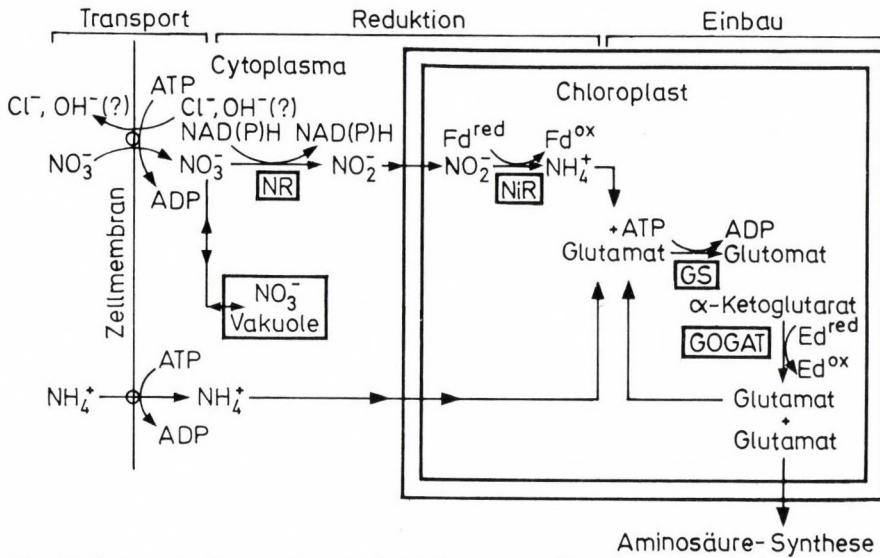 Transport Reduktion Einbau
Cytoplasma
Chloroplast
Zellmembran
ATP
Cl⁻, OH⁻(?) Cl⁻, OH⁻(?)
NAD(P)H NAD(P)H
NO₃⁻ NO₃⁻ NO₂⁻ NO₂⁻ NH₄⁺
Fd^red Fd^ox
ADP
NR
NiR
+ATP ADP
Glutamat Glutomat
GS
NO₃⁻
Vakuole
α-Ketoglutarat
GOGAT
Ed^red
Ed^ox
ATP
NH₄⁺ NH₄⁺
ADP
Glutamat
+
Glutamat
Aminosäure-Synthese